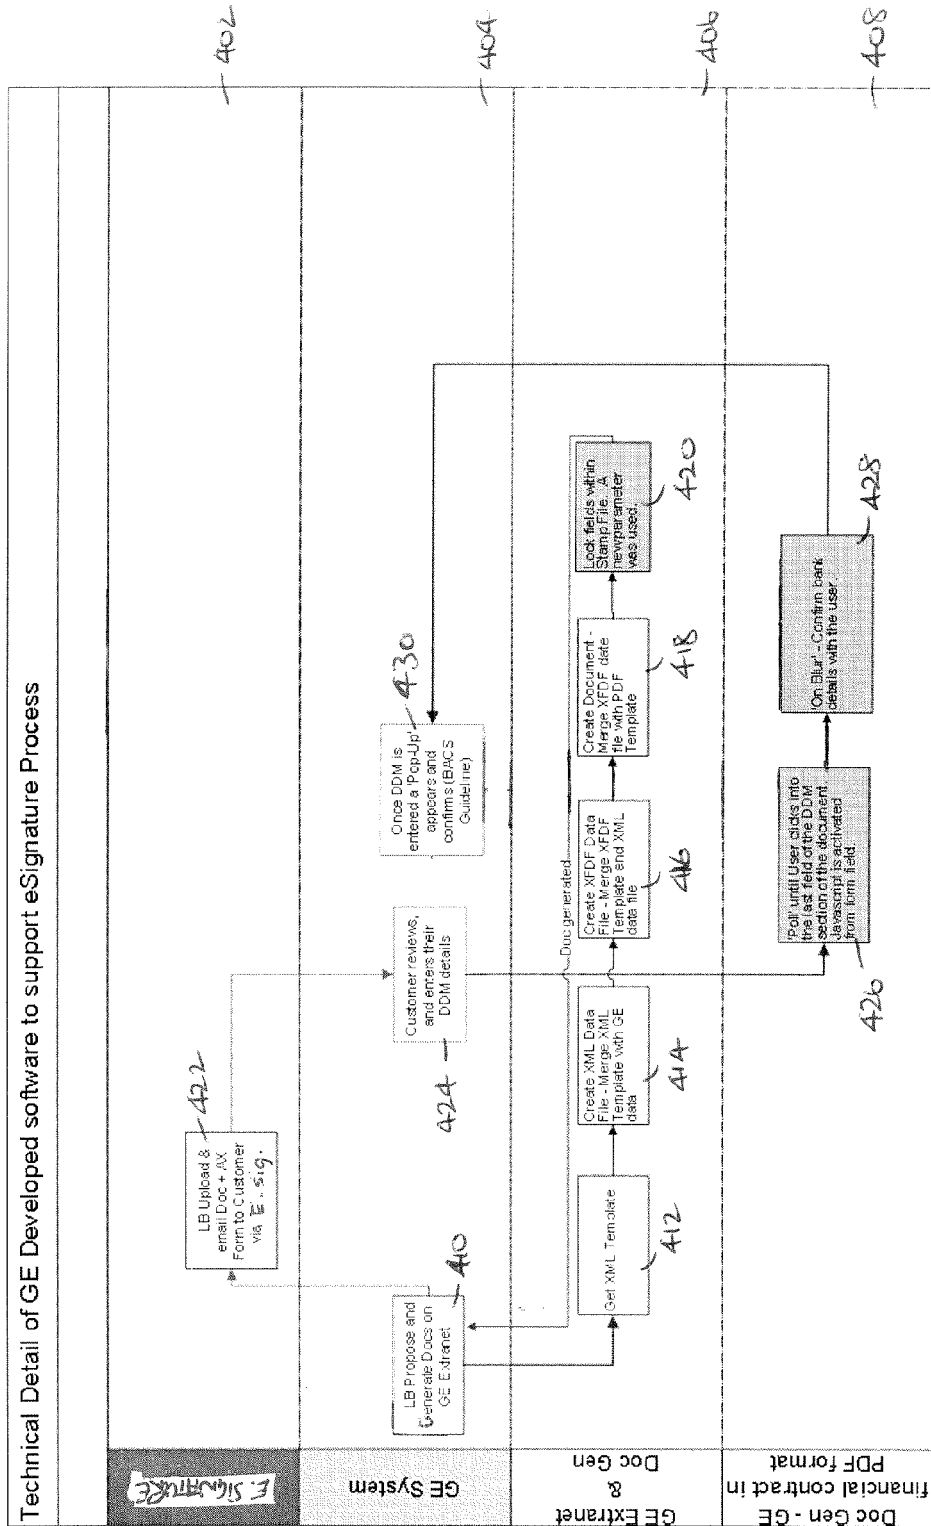 Technical Detail of GE Developed software to support eSignature Process
E. SIGNATURE
402
LB Upload &
email Doc + AX
Form to Customer
via E. sig.
422
GE System
404
LB Propose and
Generate Docs on
GE Extranet
410
Customer reviews,
and enters their
DDM details
424
Once DDM is
entered a 'Pop-Up'
appears and
confirms (BACS
Guideline)
430
GE Extranet
&
Doc Gen
406
Doc generated
Get XML Template
412
Create XML Data
File - Merge XML
Template with GE
data
414
Create XFDF Data
File - Merge XFDF
Template and XML
data file
416
Create Document -
Merge XFDF date
file with PDF
Template
418
Lock fields within
Stamp File. A
newparameter
was used.
420
Doc Gen - GE
financial contract in
PDF format
408
'Poll' until User clicks into
the last field of the DDM
section of the document.
Javascript is activated
from form field
426
'On Blur' - Confirm bank
details with the user
428